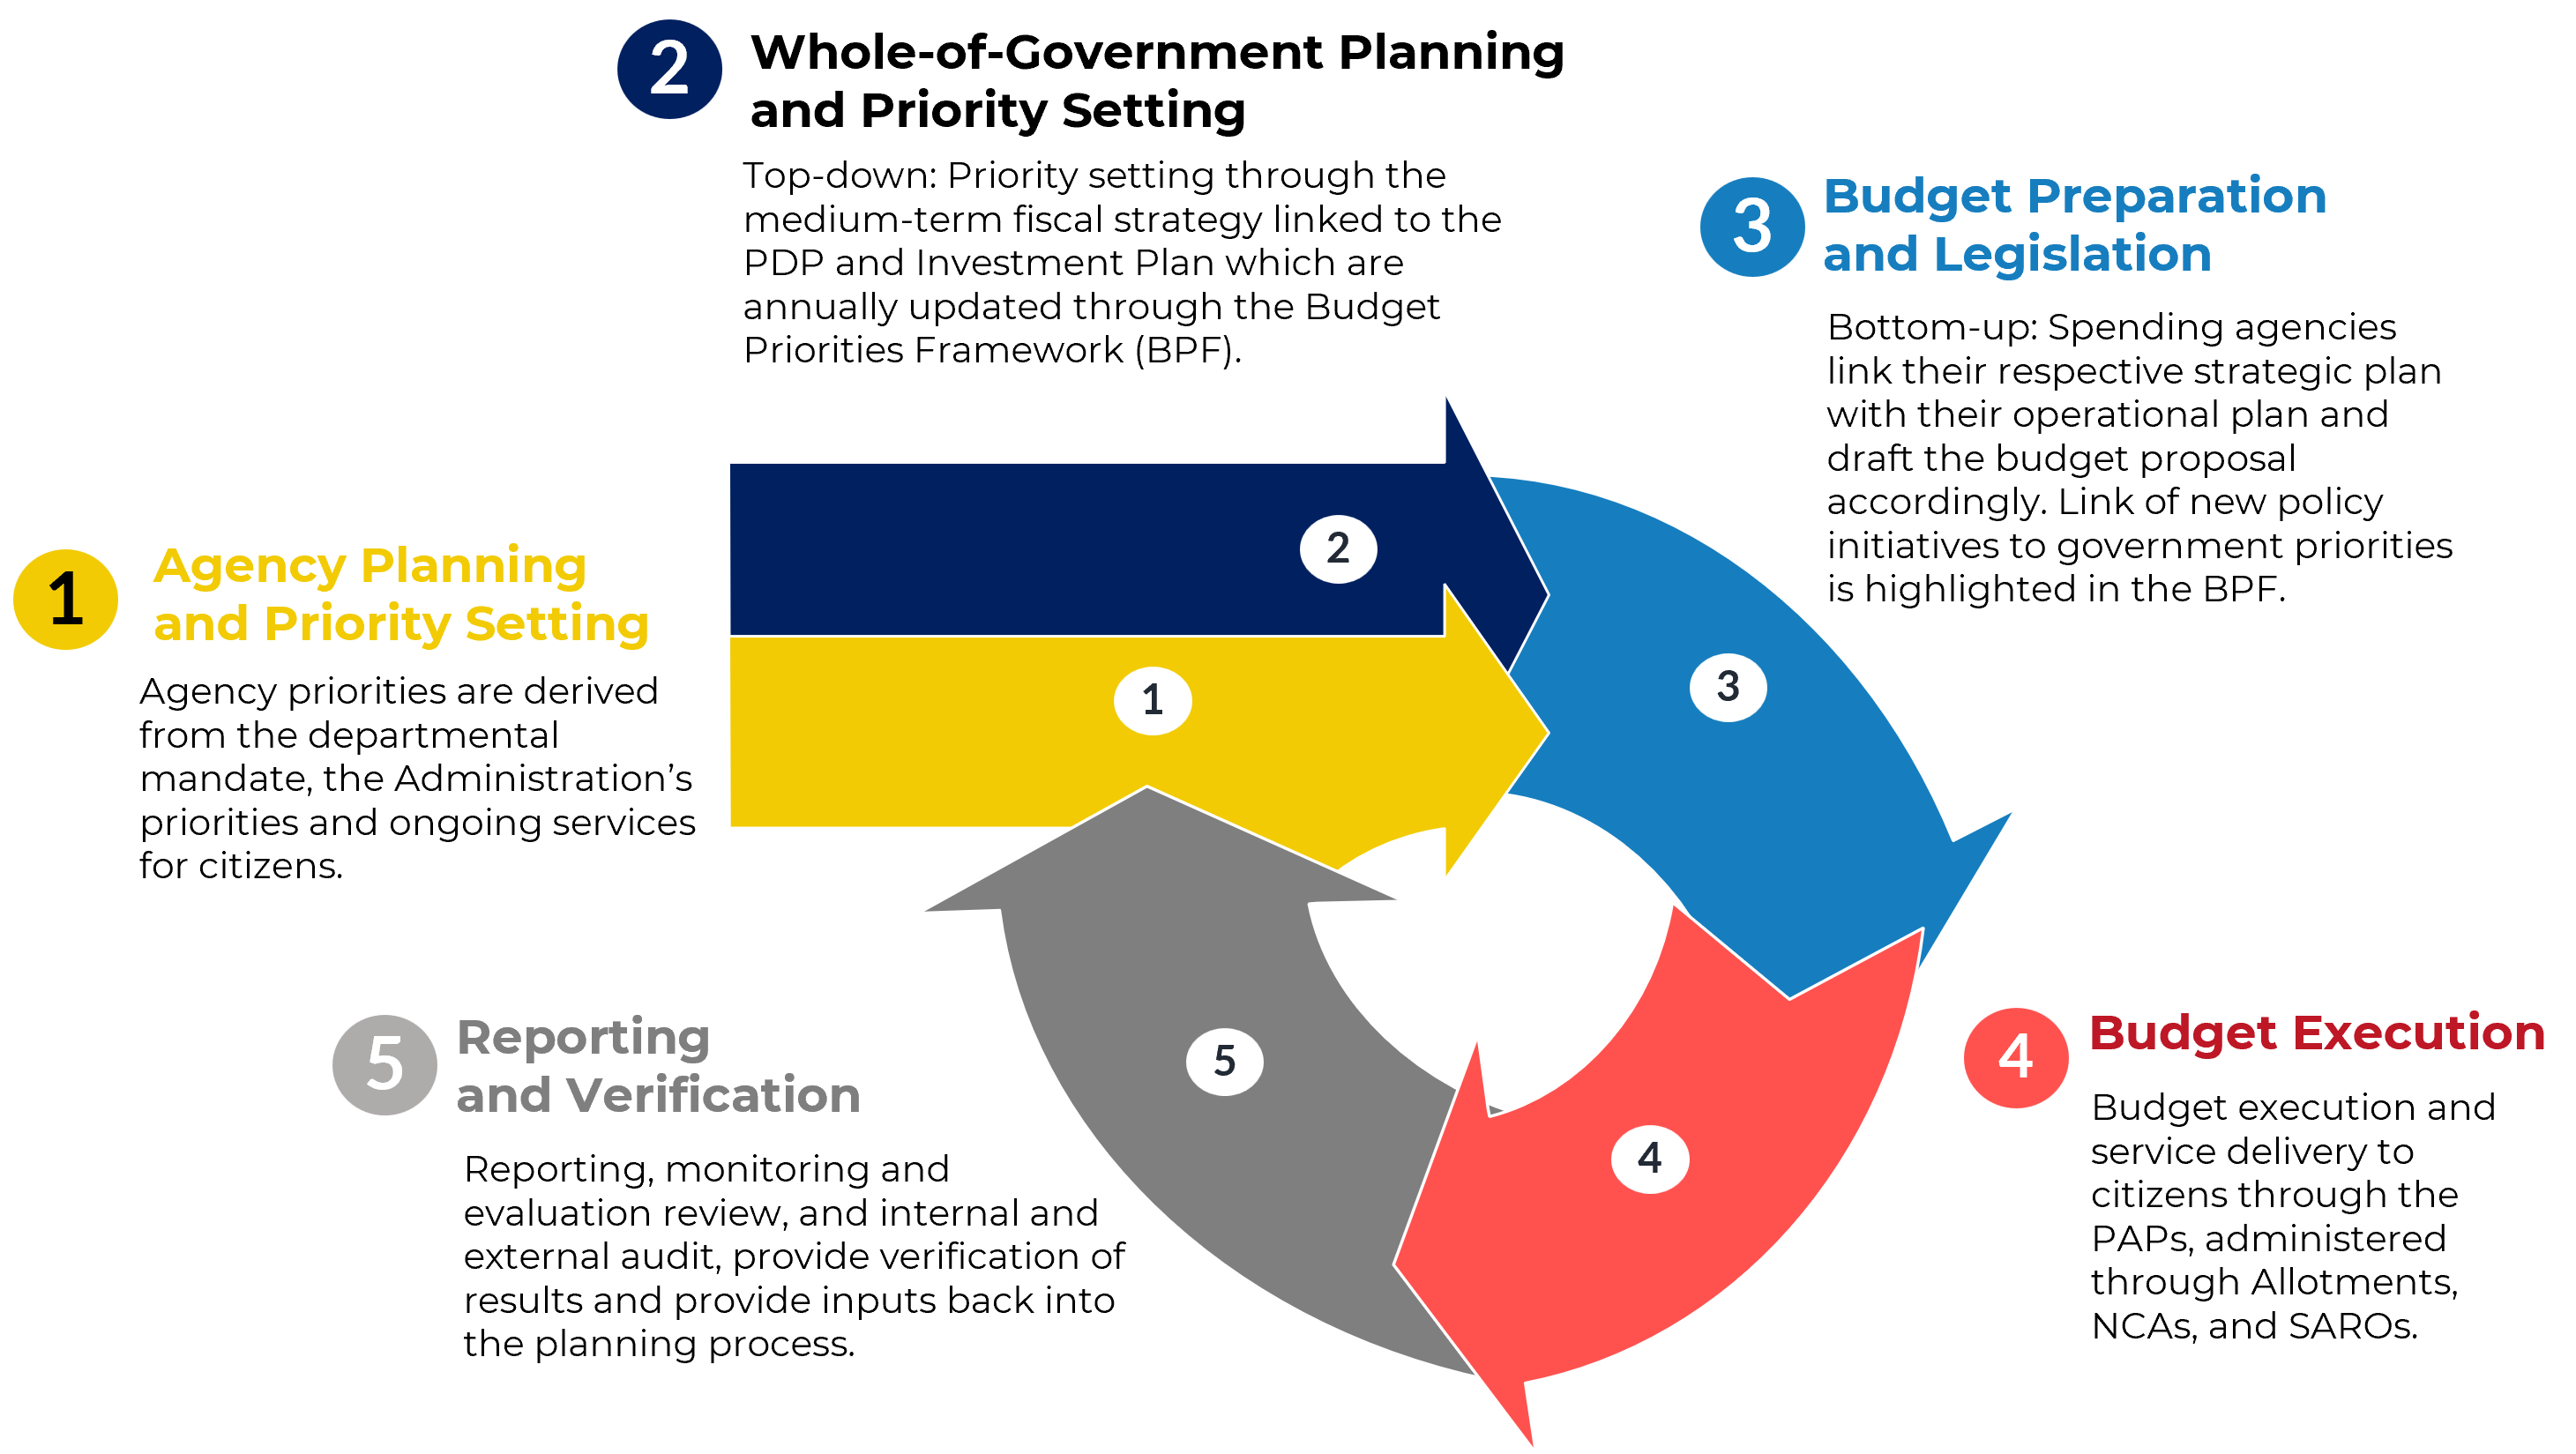 2
Whole-of-Government Planning
and Priority Setting
Top-down: Priority setting through the
medium-term fiscal strategy linked to the
PDP and Investment Plan which are
annually updated through the Budget
Priorities Framework (BPF).
3
Budget Preparation
and Legislation
Bottom-up: Spending agencies
link their respective strategic plan
with their operational plan and
draft the budget proposal
accordingly. Link of new policy
initiatives to government priorities
is highlighted in the BPF.
1
Agency Planning
and Priority Setting
Agency priorities are derived
from the departmental
mandate, the Administration’s
priorities and ongoing services
for citizens.
2
1
3
5
4
5
Reporting
and Verification
Reporting, monitoring and
evaluation review, and internal and
external audit, provide verification of
results and provide inputs back into
the planning process.
4
Budget Execution
Budget execution and
service delivery to
citizens through the
PAPs, administered
through Allotments,
NCAs, and SAROs.